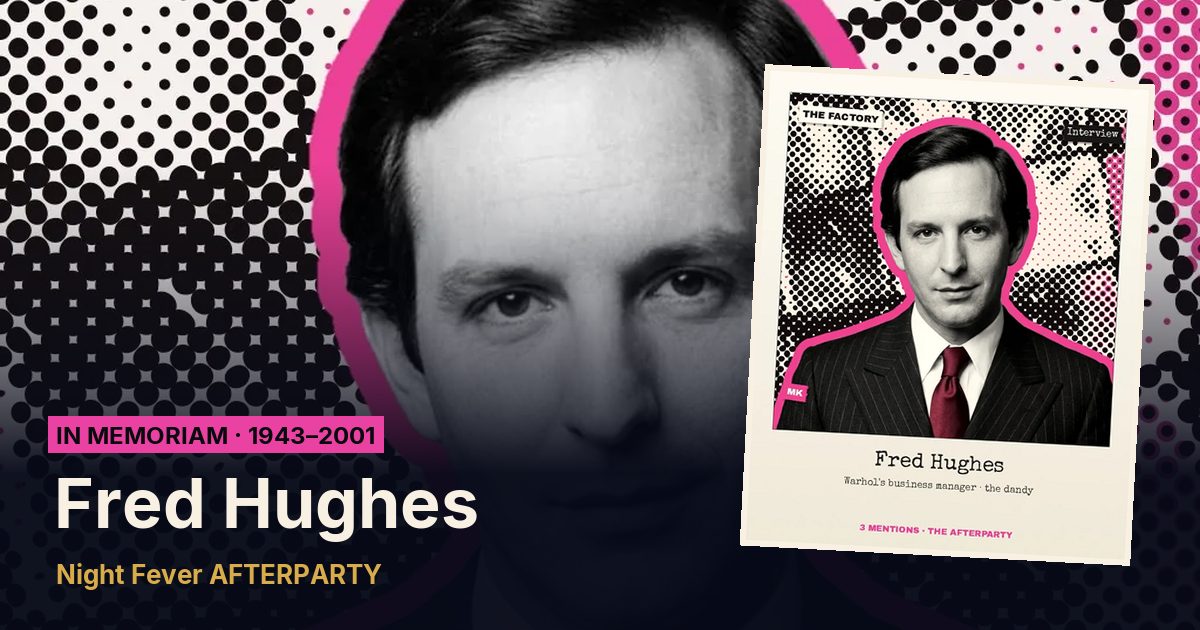 IN MEMORIAM · 1943–2001
Fred Hughes
Night Fever AFTERPARTY
THE FACTORY
Interview
MK
Fred Hughes
Warhol's business manager · the dandy
3 MENTIONS · THE AFTERPARTY